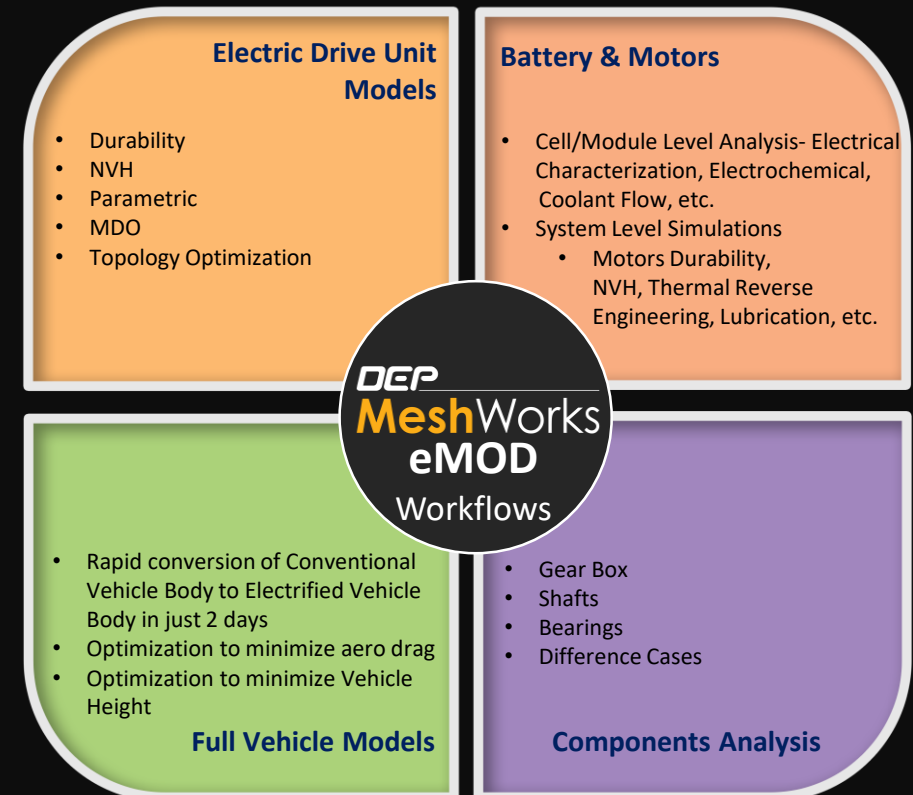 Electric Drive Unit
Models
• Durability
• NVH
• Parametric
• MDO
• Topology Optimization
Battery & Motors
• Cell/Module Level Analysis- Electrical
Characterization, Electrochemical,
Coolant Flow, etc.
• System Level Simulations
• Motors Durability,
NVH, Thermal Reverse
Engineering, Lubrication, etc.
DEP
MeshWorks
eMOD
Workflows
• Rapid conversion of Conventional
Vehicle Body to Electrified Vehicle
Body in just 2 days
• Optimization to minimize aero drag
• Optimization to minimize Vehicle
Height
Full Vehicle Models
• Gear Box
• Shafts
• Bearings
• Difference Cases
Components Analysis